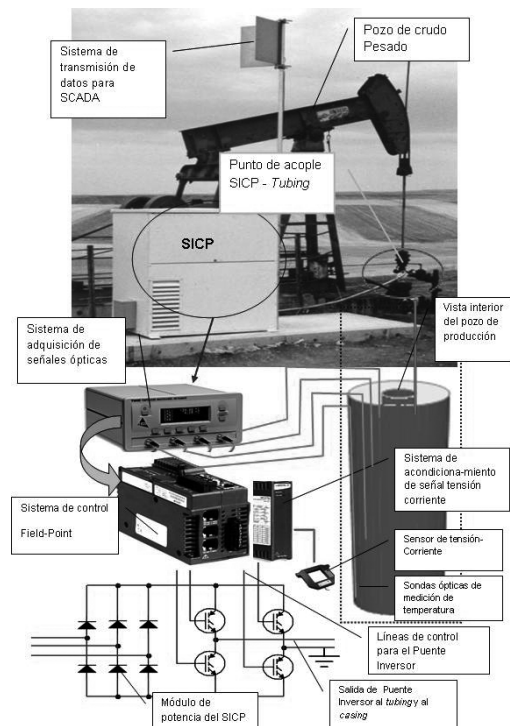 Sistema de
transmisión de
datos para
SCADA
Pozo de crudo
Pesado
Punto de acople
SICP - Tubing
SICP
Sistema de
adquisición de
señales ópticas
Vista interior
del pozo de
producción
Sistema de
acondiciona-miento
de señal tensión
corriente
Sistema de control
Field-Point
Sensor de tensión-
Corriente
Sondas ópticas de
medición de
temperatura
Líneas de control
para el Puente
Inversor
Módulo de
potencia del SICP
Salida de Puente
Inversor al tubing y al
casing